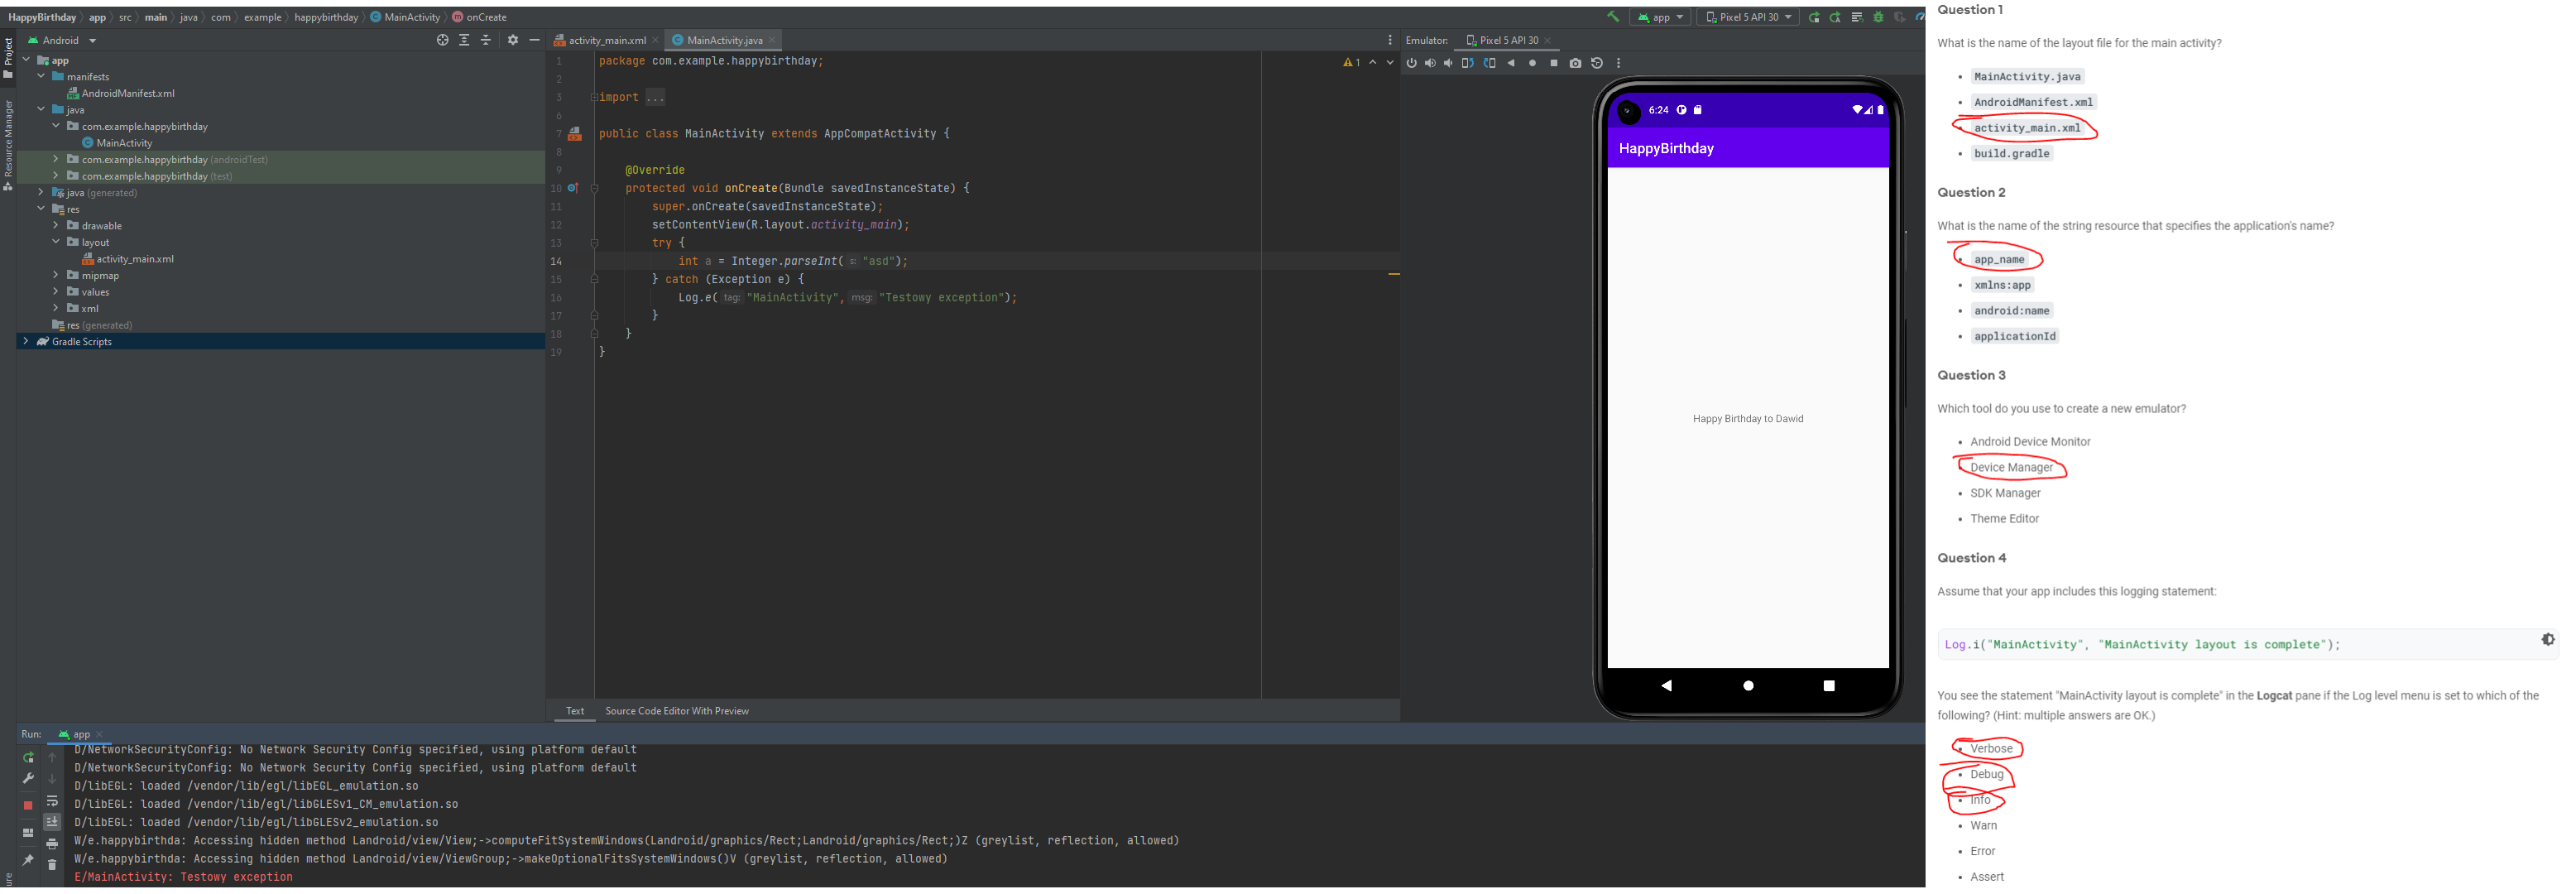 HappyBirthday app src main java com example happybirthday MainActivity onCreate
app Pixel 5 API 30
Project
Resource Manager
Android
app
manifests
AndroidManifest.xml
java
com.example.happybirthday
MainActivity
com.example.happybirthday (androidTest)
com.example.happybirthday (test)
java (generated)
res
drawable
layout
activity_main.xml
mipmap
values
xml
res (generated)
Gradle Scripts
activity_main.xml MainActivity.java
1 package com.example.happybirthday;
2
3 import ...
6
7 public class MainActivity extends AppCompatActivity {
8
9 @Override
10 protected void onCreate(Bundle savedInstanceState) {
11 super.onCreate(savedInstanceState);
12 setContentView(R.layout.activity_main);
13 try {
14 int a = Integer.parseInt( s: "asd");
15 } catch (Exception e) {
16 Log.e( tag: "MainActivity", msg: "Testowy exception");
17 }
18 }
19 }
1
Text Source Code Editor With Preview
Emulator: Pixel 5 API 30
6:24
HappyBirthday
Happy Birthday to Dawid
Run: app
D/NetworkSecurityConfig: No Network Security Config specified, using platform default
D/NetworkSecurityConfig: No Network Security Config specified, using platform default
D/libEGL: loaded /vendor/lib/egl/libEGL_emulation.so
D/libEGL: loaded /vendor/lib/egl/libGLESv1_CM_emulation.so
D/libEGL: loaded /vendor/lib/egl/libGLESv2_emulation.so
W/e.happybirthda: Accessing hidden method Landroid/view/View;->computeFitSystemWindows(Landroid/graphics/Rect;Landroid/graphics/Rect;)Z (greylist, reflection, allowed)
W/e.happybirthda: Accessing hidden method Landroid/view/ViewGroup;->makeOptionalFitsSystemWindows()V (greylist, reflection, allowed)
E/MainActivity: Testowy exception
Question 1
What is the name of the layout file for the main activity?
MainActivity.java
AndroidManifest.xml
activity_main.xml
build.gradle
Question 2
What is the name of the string resource that specifies the application's name?
app_name
xmlns:app
android:name
applicationId
Question 3
Which tool do you use to create a new emulator?
Android Device Monitor
Device Manager
SDK Manager
Theme Editor
Question 4
Assume that your app includes this logging statement:
Log.i("MainActivity", "MainActivity layout is complete");
You see the statement "MainActivity layout is complete" in the Logcat pane if the Log level menu is set to which of the
following? (Hint: multiple answers are OK.)
Verbose
Debug
Info
Warn
Error
Assert